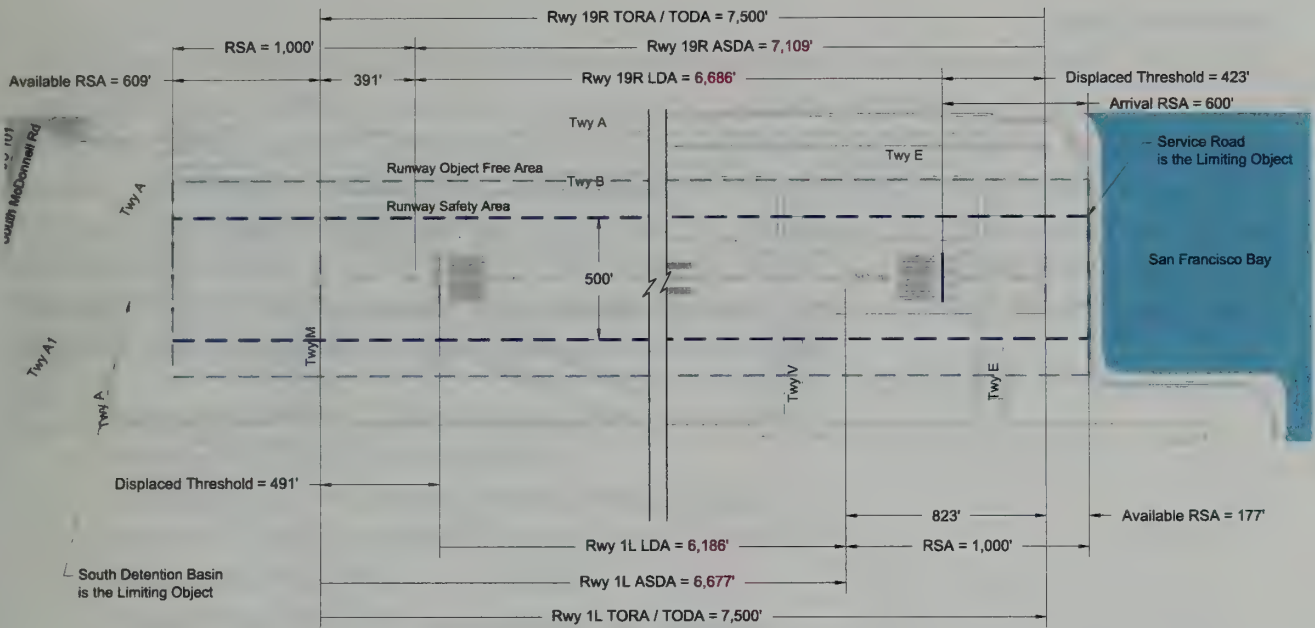 Rwy 19R TORA / TODA = 7,500'
RSA = 1,000'
Rwy 19R ASDA = 7,109'
Available RSA = 609'
391'
Rwy 19R LDA = 6,686'
Displaced Threshold = 423'
Arrival RSA = 600'
South McDonnell Rd
Twy A
Twy E
Service Road
is the Limiting Object
Runway Object Free Area
Twy B
Twy A
Runway Safety Area
500'
San Francisco Bay
Twy M
Twy A1
Twy A
Twy V
Twy E
Displaced Threshold = 491'
823'
Available RSA = 177'
Rwy 1L LDA = 6,186'
RSA = 1,000'
South Detention Basin
is the Limiting Object
Rwy 1L ASDA = 6,677'
Rwy 1L TORA / TODA = 7,500'